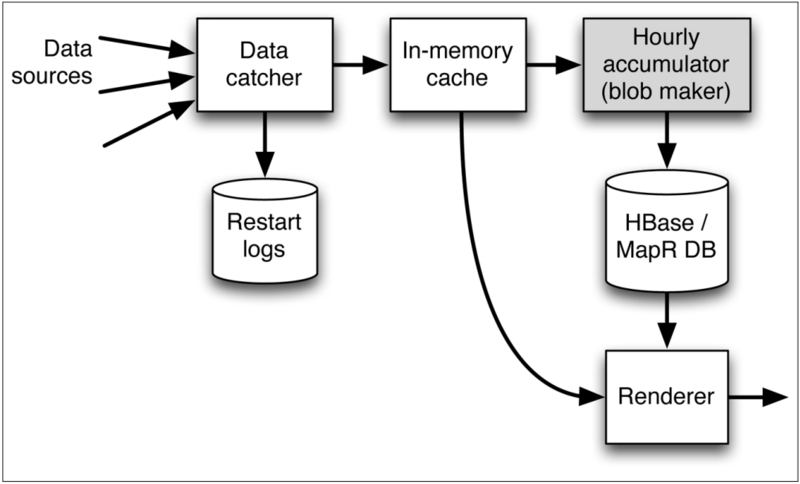 Data
sources
Data
catcher
In-memory
cache
Hourly
accumulator
(blob maker)
Restart
logs
HBase /
MapR DB
Renderer